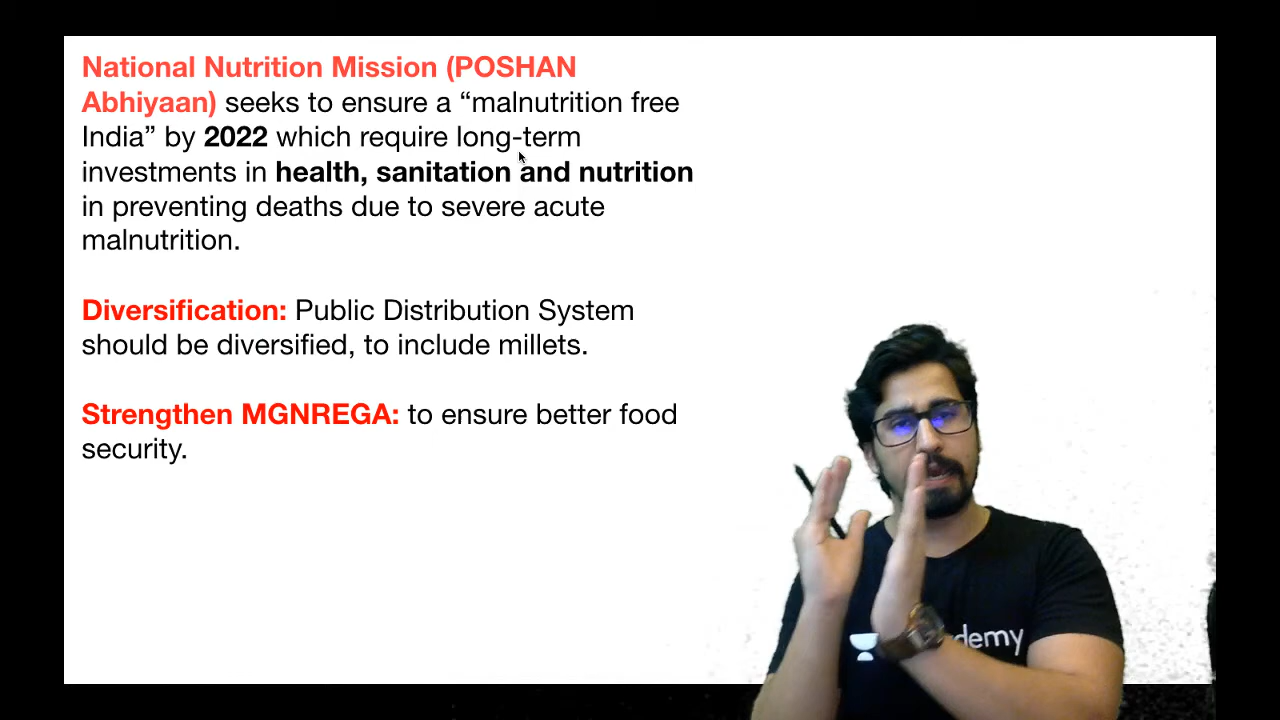 National Nutrition Mission (POSHAN
Abhiyaan) seeks to ensure a “malnutrition free
India” by 2022 which require long-term
investments in health, sanitation and nutrition
in preventing deaths due to severe acute
malnutrition.
Diversification: Public Distribution System
should be diversified, to include millets.
Strengthen MGNREGA: to ensure better food
security.
demy